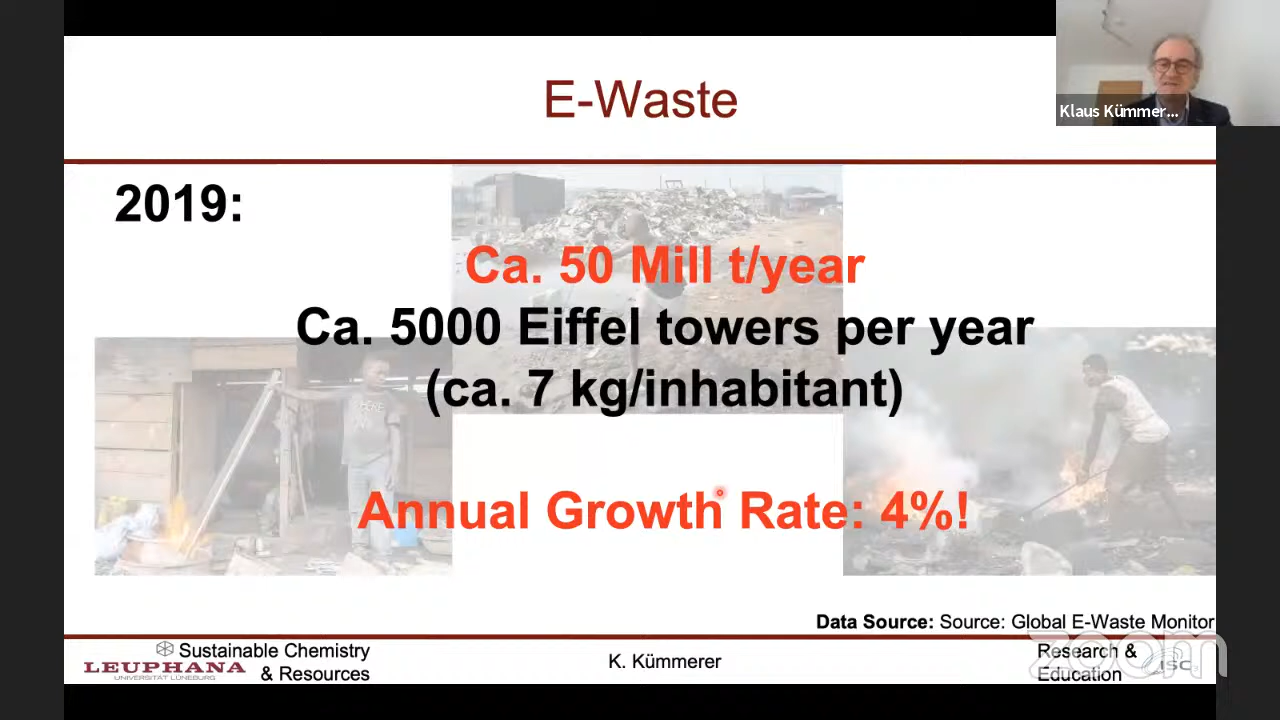 E-Waste
Klaus Kümmer...
2019:
Ca. 50 Mill t/year
Ca. 5000 Eiffel towers per year
(ca. 7 kg/inhabitant)
Annual Growth Rate: 4%!
Data Source: Source: Global E-Waste Monitor
Sustainable Chemistry
& Resources
LEUPHANA
UNIVERSITÄT LÜNEBURG
K. Kümmerer
Research &
Education
ISC3
zoom